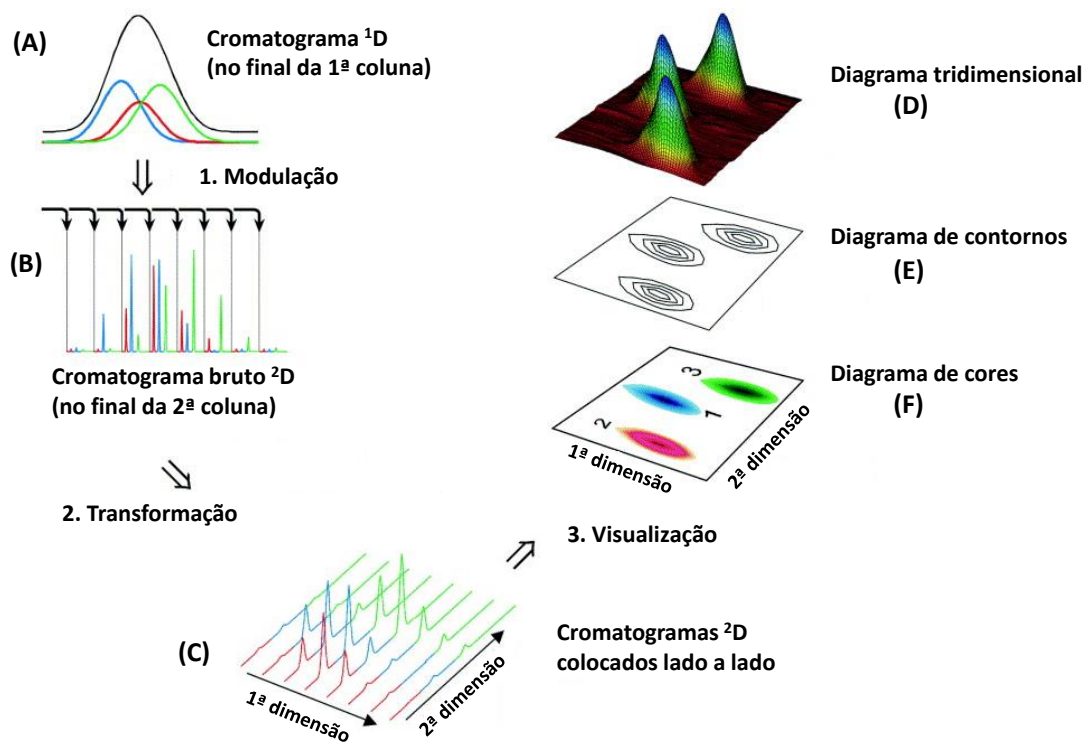 (A)
Cromatograma ¹D
(no final da 1ª coluna)
1. Modulação
(B)
Cromatograma bruto ²D
(no final da 2ª coluna)
2. Transformação
(C)
1ª dimensão
2ª dimensão
Cromatogramas ²D
colocados lado a lado
3. Visualização
Diagrama tridimensional
(D)
Diagrama de contornos
(E)
Diagrama de cores
(F)
3
1
2
1ª dimensão
2ª dimensão